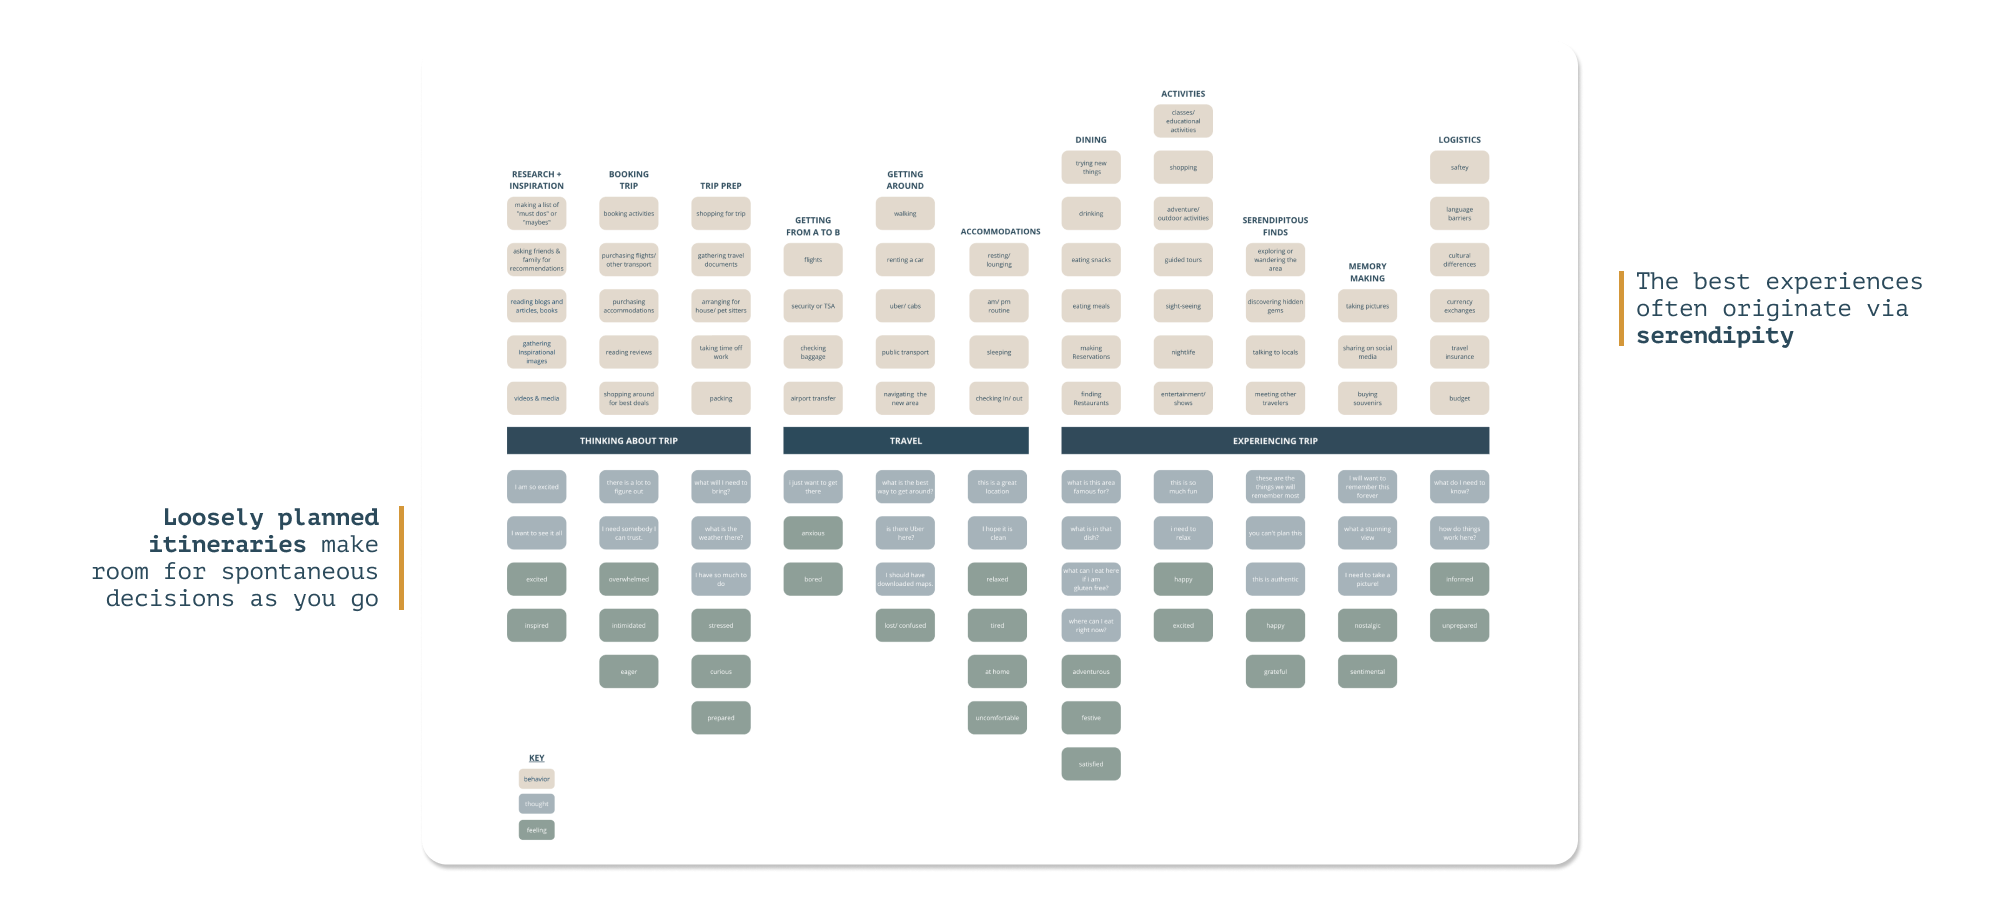 Loosely planned
itineraries make
room for spontaneous
decisions as you go
RESEARCH +
INSPIRATION
making a list of
"must dos" or
"maybes"
asking friends &
family for
recommendations
reading blogs and
articles, books
gathering
inspirational
images
videos & media
BOOKING
TRIP
booking activities
purchasing flights/
other transport
purchasing
accommodations
reading reviews
shopping around
for best deals
TRIP PREP
shopping for trip
gathering travel
documents
arranging for
house/ pet sitters
taking time off
work
packing
GETTING
FROM A TO B
flights
security or TSA
checking
baggage
airport transfer
GETTING
AROUND
walking
renting a car
uber/ cabs
public transport
navigating the
new area
ACCOMMODATIONS
resting/
lounging
am/ pm
routine
sleeping
checking in/ out
DINING
trying new
things
drinking
eating snacks
eating meals
making
Reservations
finding
Restaurants
ACTIVITIES
classes/
educational
activities
shopping
adventure/
outdoor activities
guided tours
sight-seeing
nightlife
entertainment/
shows
SERENDIPITOUS
FINDS
exploring or
wandering the
area
discovering hidden
gems
talking to locals
meeting other
travelers
MEMORY
MAKING
taking pictures
sharing on social
media
buying
souvenirs
LOGISTICS
saftey
language
barriers
cultural
differences
currency
exchanges
travel
insurance
budget
THINKING ABOUT TRIP
TRAVEL
EXPERIENCING TRIP
I am so excited
I want to see it all
excited
inspired
there is a lot to
figure out
I need somebody I
can trust.
overwhelmed
intimidated
eager
what will I need to
bring?
what is the
weather there?
I have so much to
do
stressed
curious
prepared
I just want to get
there
anxious
bored
what is the best
way to get around?
is there Uber
here?
I should have
downloaded maps.
lost/ confused
this is a great
location
I hope it is
clean
relaxed
tired
at home
uncomfortable
what is this area
famous for?
what is in that
dish?
what can I eat here
if I am
gluten free?
where can I eat
right now?
adventurous
festive
satisfied
this is so
much fun
I need to
relax
happy
excited
these are the
things we will
remember most
you can't plan this
this is authentic
happy
grateful
I will want to
remember this
forever
what a stunning
view
I need to take a
picture!
nostalgic
sentimental
what do I need to
know?
how do things
work here?
informed
unprepared
KEY
behavior
thought
feeling
The best experiences
often originate via
serendipity